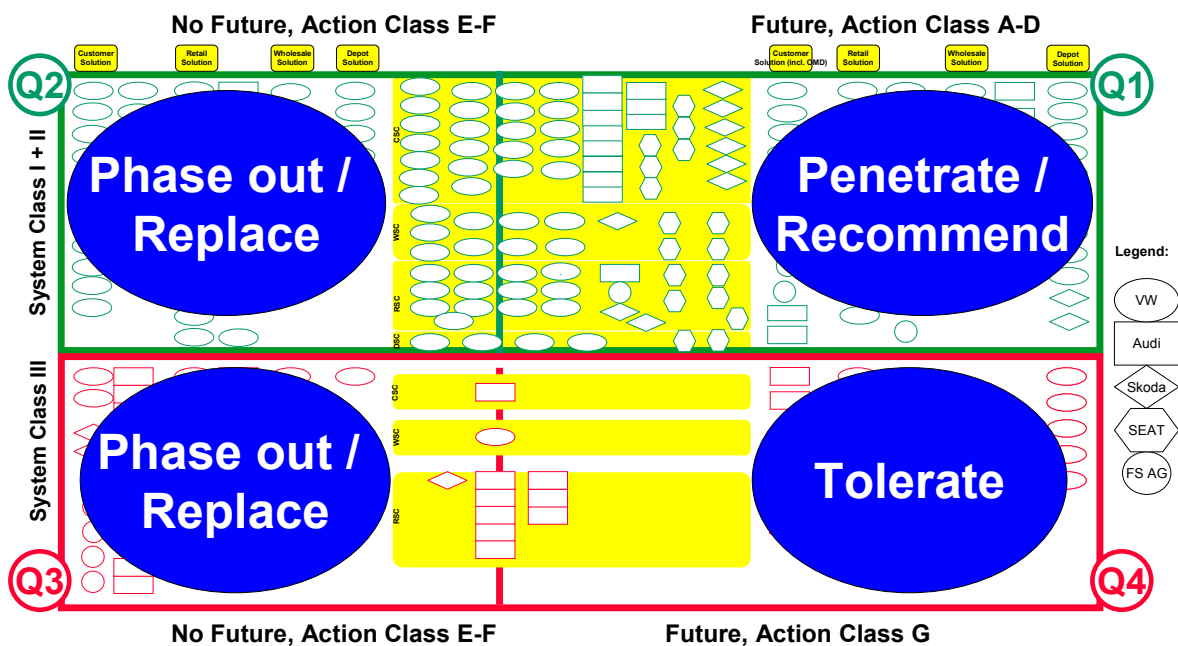 No Future, Action Class E-F
Future, Action Class A-D
Customer
Solution
Retail
Solution
Wholesale
Solution
Depot
Solution
Customer
Solution (incl. OMD)
Retail
Solution
Wholesale
Solution
Depot
Solution
Q2
Q1
System Class I + II
CSC
WSC
RSC
DSC
Phase out /
Replace
Penetrate /
Recommend
Legend:
VW
Audi
Skoda
SEAT
FS AG
System Class III
CSC
WSC
RSC
Phase out /
Replace
Tolerate
Q3
Q4
No Future, Action Class E-F
Future, Action Class G